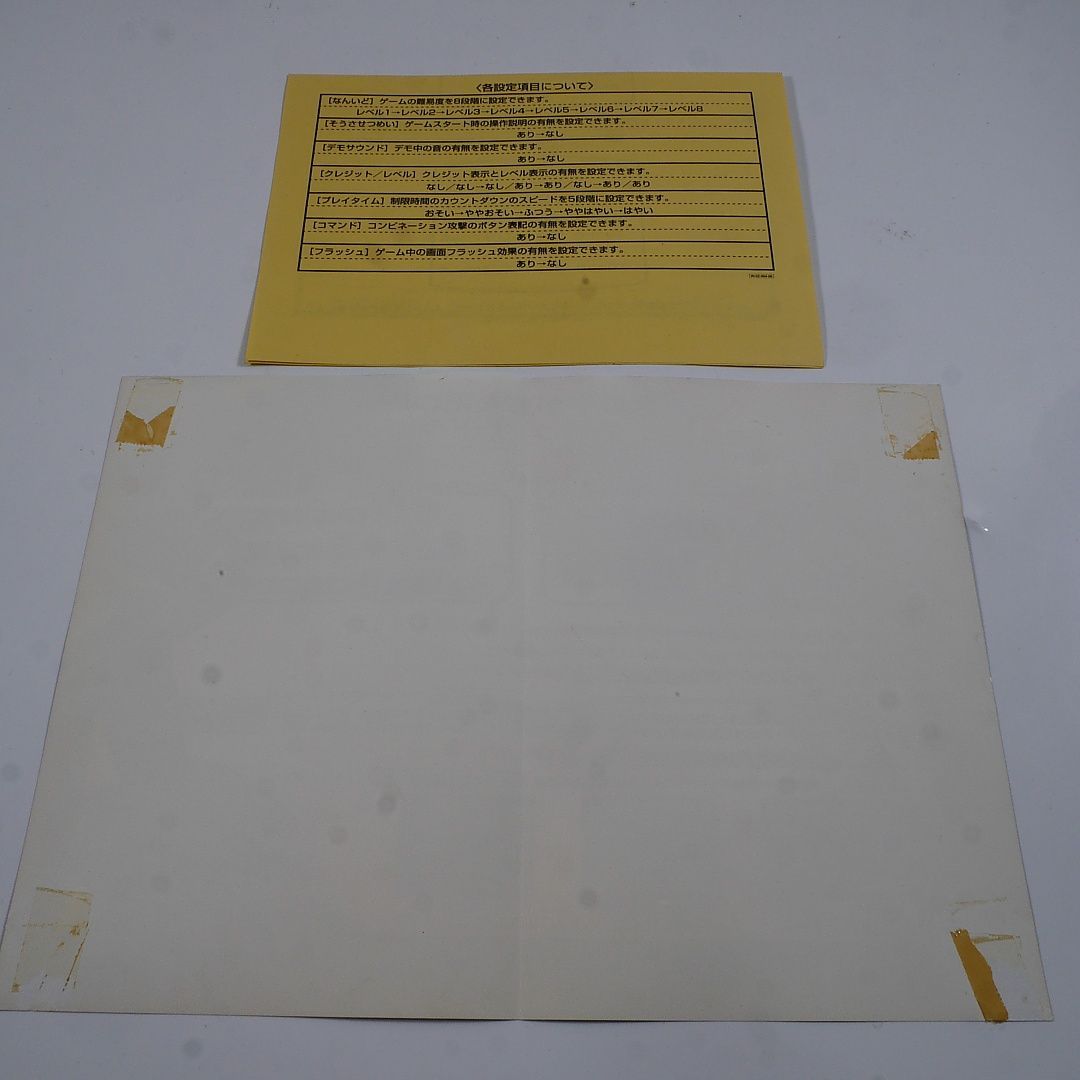 〈各設定項目について〉
［なんいど］ゲームの難易度を8段階に設定できます。
レベル1→レベル2→レベル3→レベル4→レベル5→レベル6→レベル7→レベル8
［そうさせつめい］ゲームスタート時の操作説明の有無を設定できます。
あり→なし
［デモサウンド］デモ中の音の有無を設定できます。
あり→なし
［クレジット／レベル］クレジット表示とレベル表示の有無を設定できます。
なし／なし→なし／あり→あり／なし→あり／あり
［プレイタイム］制限時間のカウントダウンのスピードを5段階に設定できます。
おそい→ややおそい→ふつう→ややはやい→はやい
［コマンド］コンビネーション攻撃のボタン表記の有無を設定できます。
あり→なし
［フラッシュ］ゲーム中の画面フラッシュ効果の有無を設定できます。
あり→なし